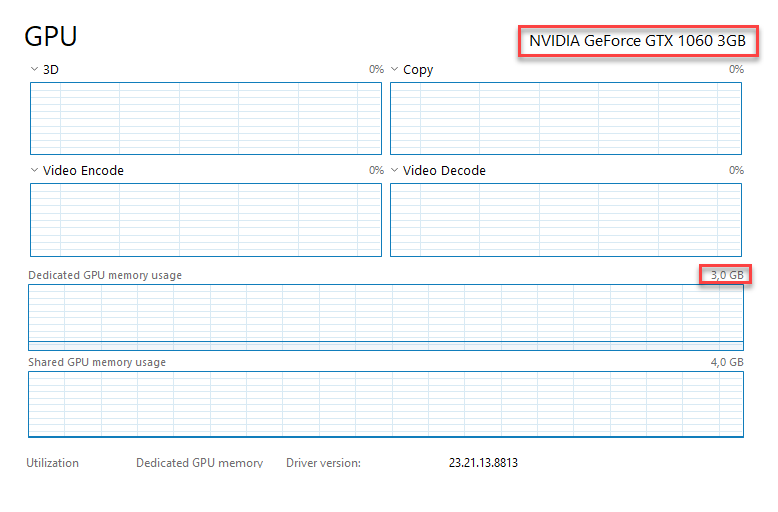 GPU NVIDIA GeForce GTX 1060 3GB
3D 0% Copy 0%
Video Encode 0% Video Decode 0%
Dedicated GPU memory usage 3,0 GB
Shared GPU memory usage 4,0 GB
Utilization Dedicated GPU memory Driver version: 23.21.13.8813